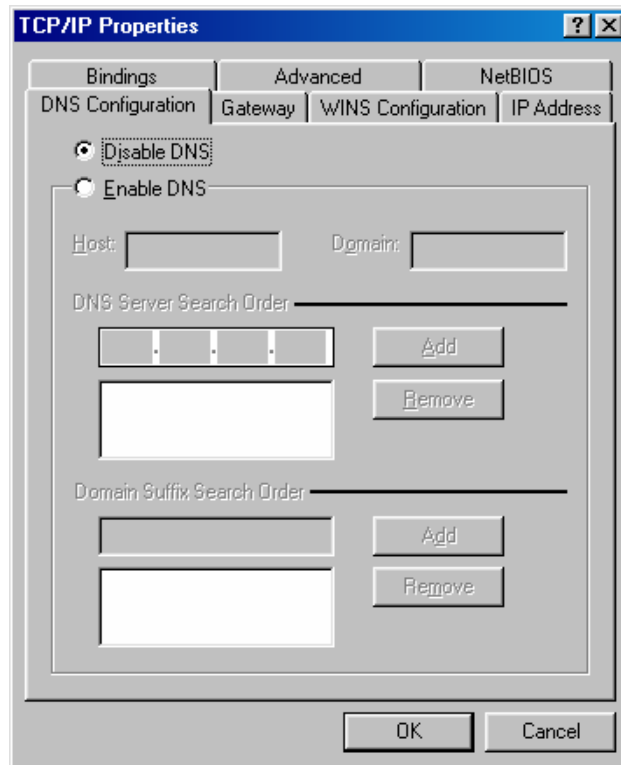 TCP/IP Properties
Bindings Advanced NetBIOS
DNS Configuration Gateway WINS Configuration IP Address
Disable DNS
Enable DNS
Host: Domain:
DNS Server Search Order
. . . Add
Remove
Domain Suffix Search Order
Add
Remove
OK Cancel